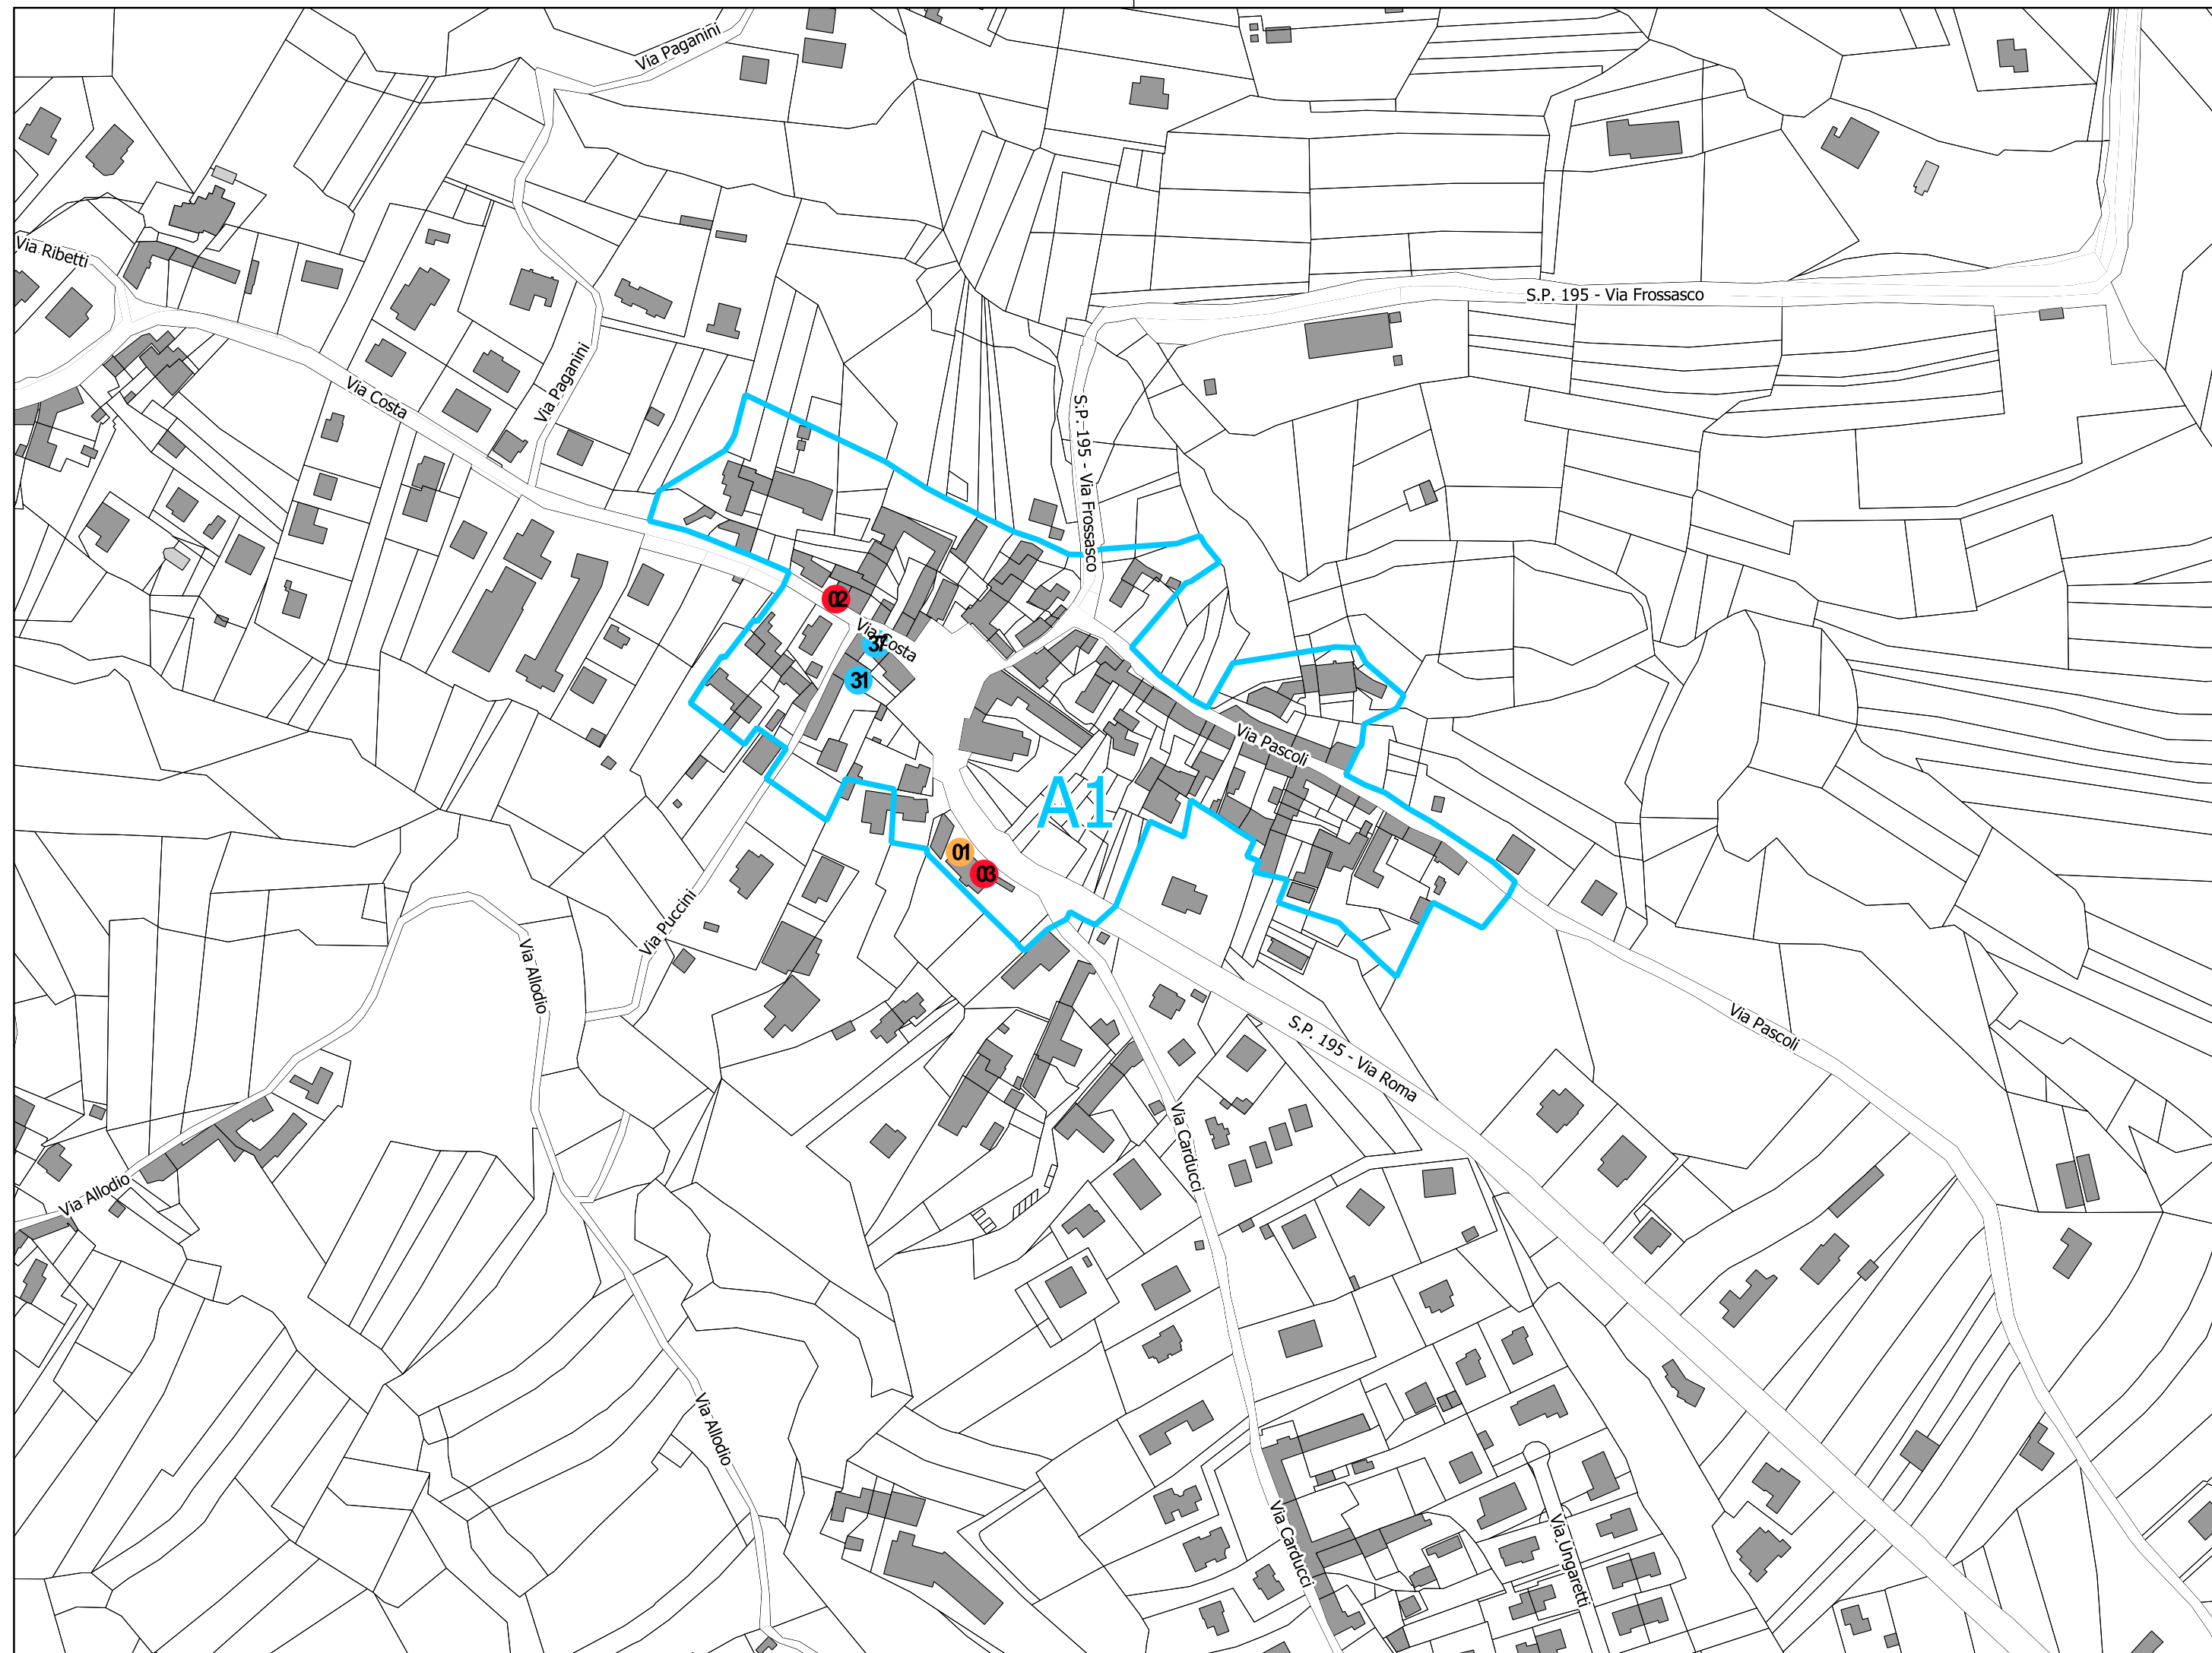 Via Paganini
Via Ribetti
S.P. 195 - Via Frossasco
Via Costa
Via Paganini
S.P. 195 - Via Frossasco
02
Via Costa
37
31
Via Pascoli
A1
01
03
Via Puccini
Via Allodio
S.P. 195 - Via Roma
Via Pascoli
Via Carducci
Via Allodio
Via Allodio
Via Carducci
Via Ungaretti